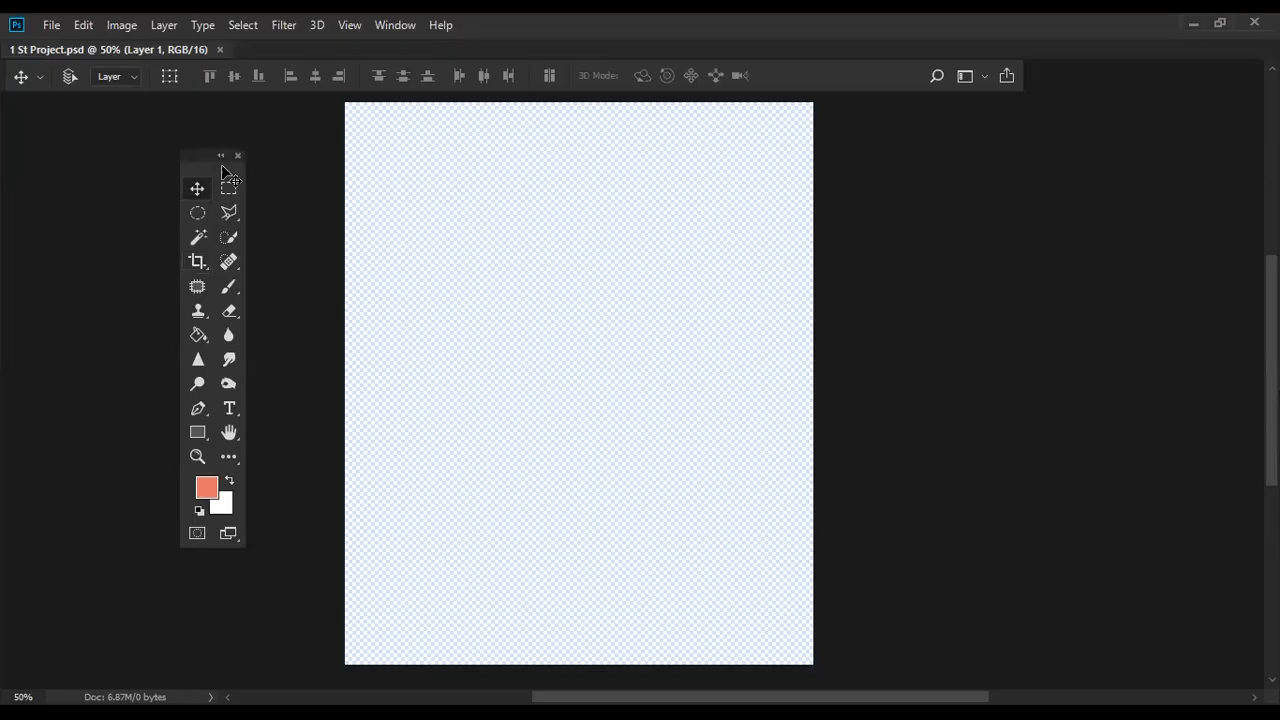 Ps File Edit Image Layer Type Select Filter 3D View Window Help
1 St Project.psd @ 50% (Layer 1, RGB/16)
Layer 3D Mode:
T
50% Doc: 6.87M/0 bytes